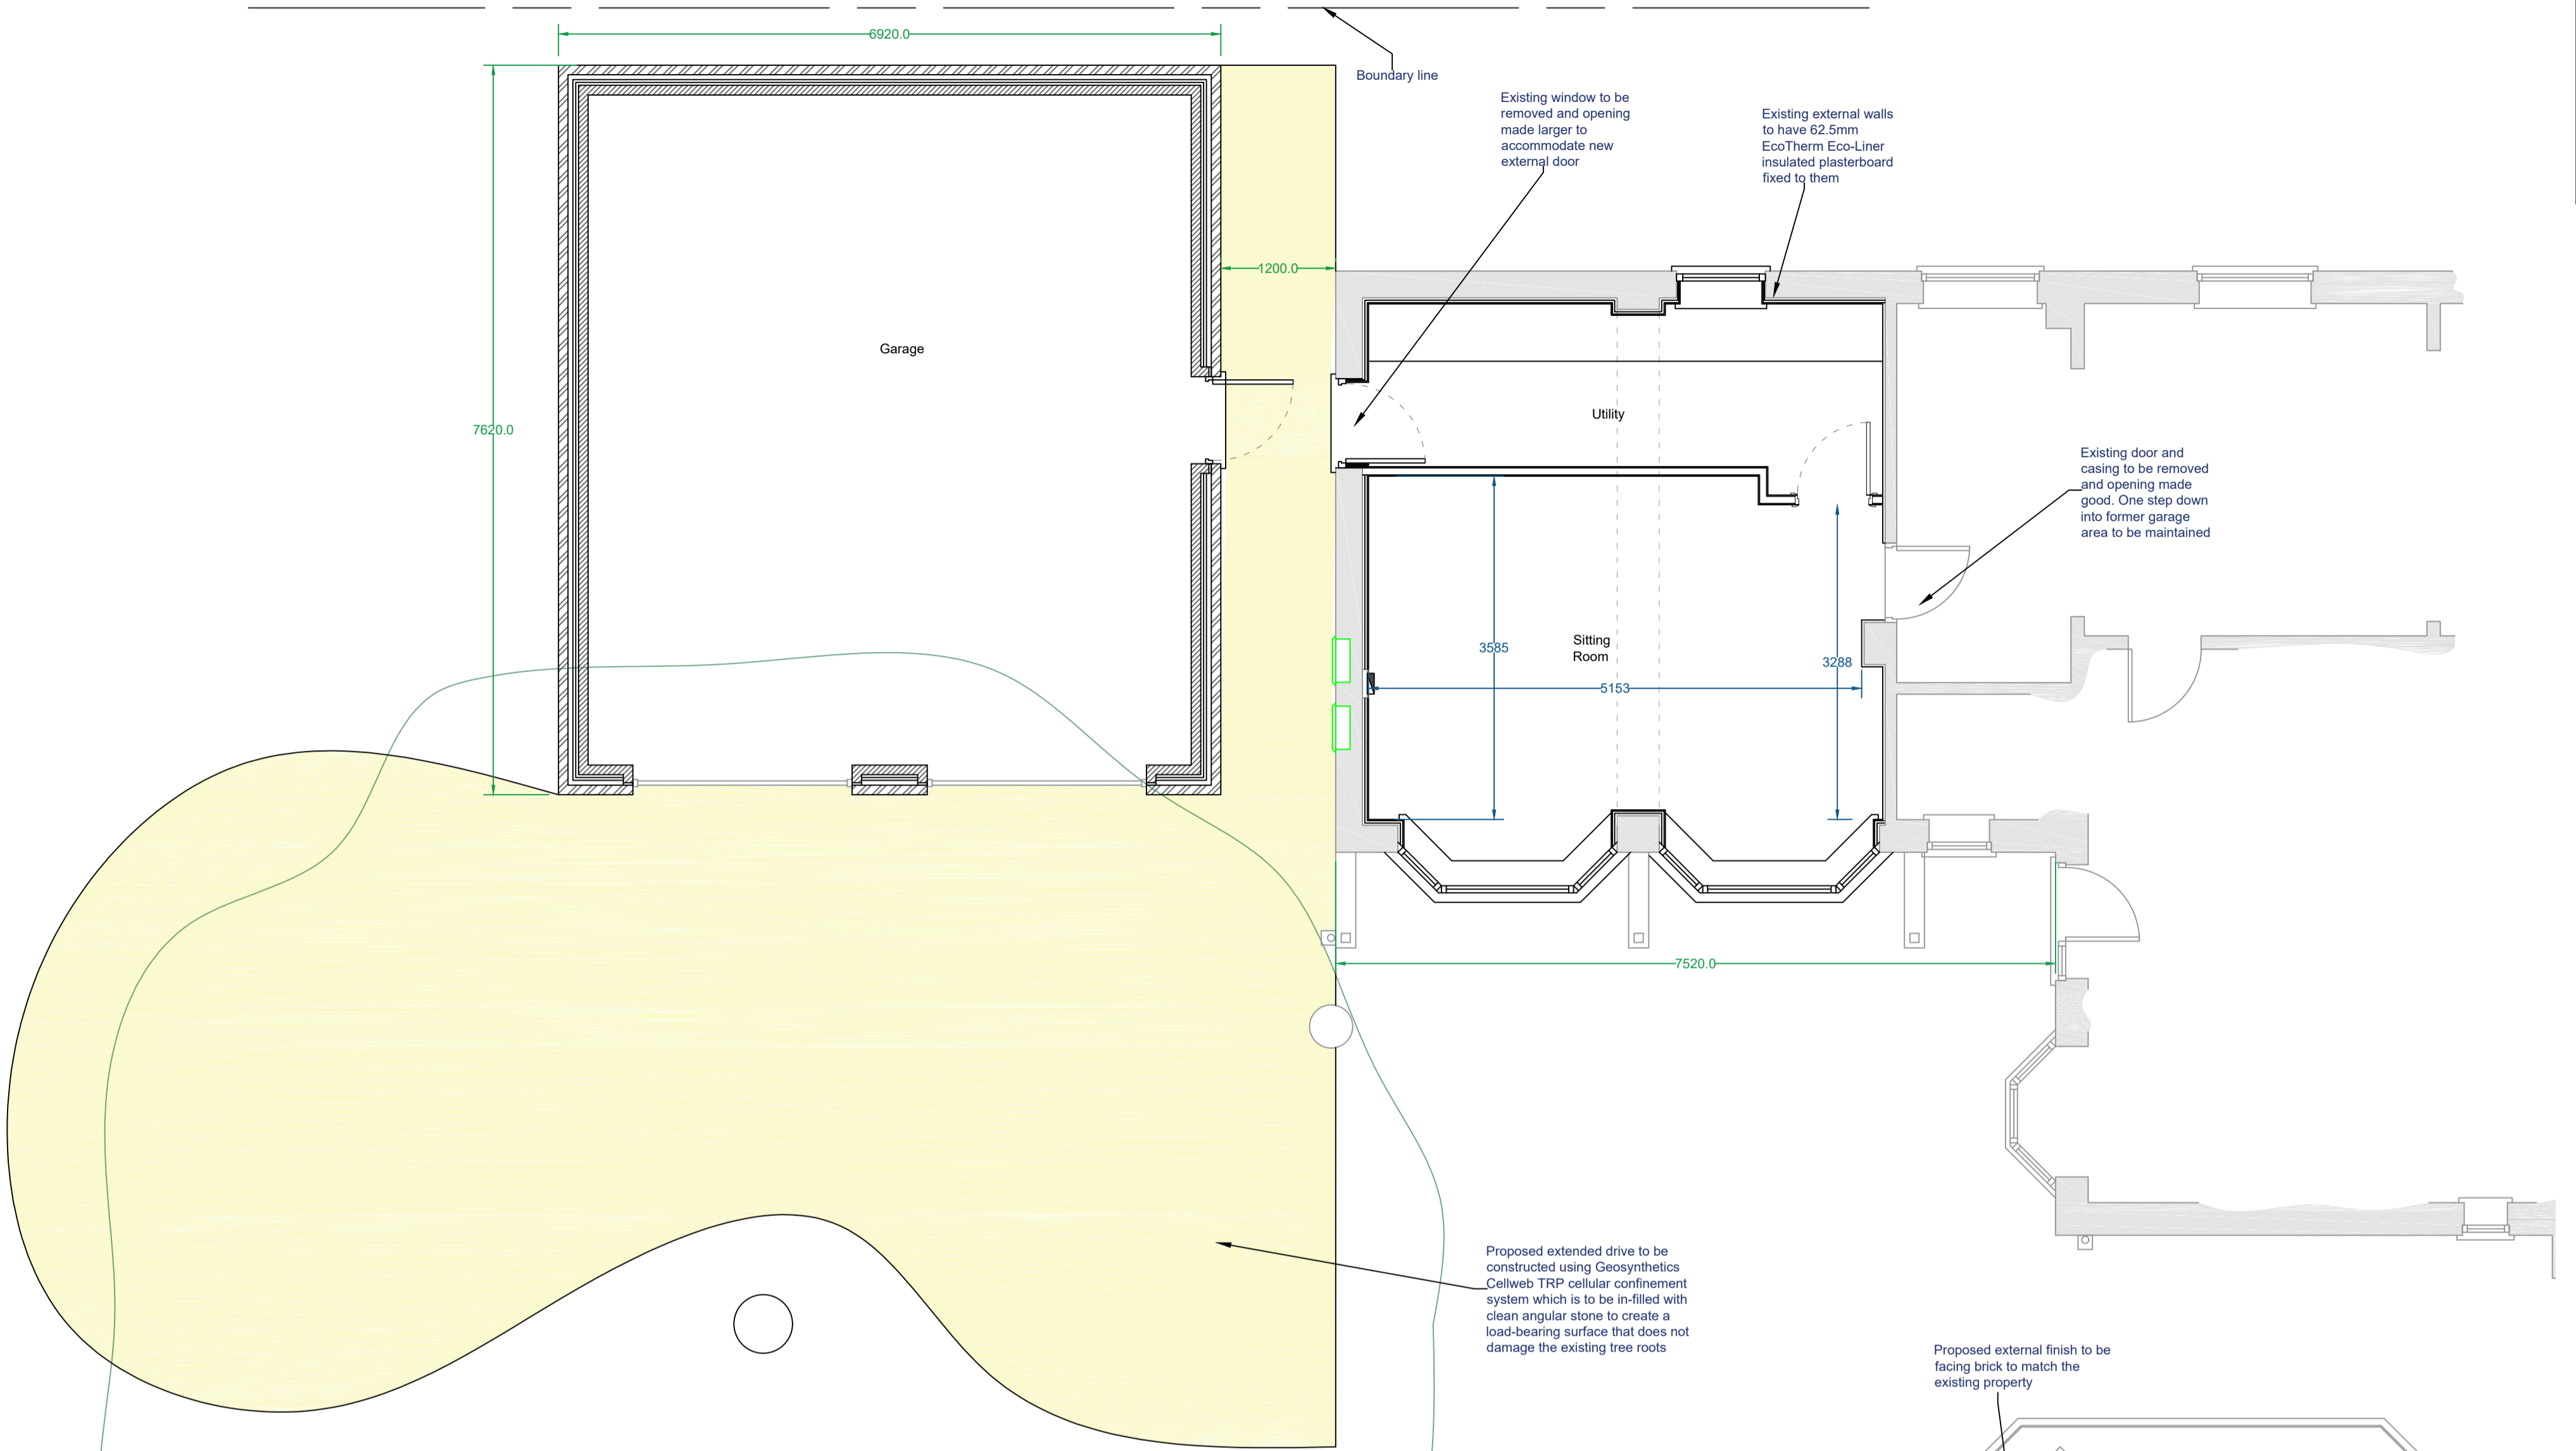 6920.0
Boundary line
Existing window to be
removed and opening
made larger to
accommodate new
external door
Existing external walls
to have 62.5mm
EcoTherm Eco-Liner
insulated plasterboard
fixed to them
1200.0
Garage
7620.0
Utility
Existing door and
casing to be removed
and opening made
good. One step down
into former garage
area to be maintained
3585
Sitting
Room
3288
5153
7520.0
Proposed extended drive to be
constructed using Geosynthetics
Cellweb TRP cellular confinement
system which is to be in-filled with
clean angular stone to create a
load-bearing surface that does not
damage the existing tree roots
Proposed external finish to be
facing brick to match the
existing property